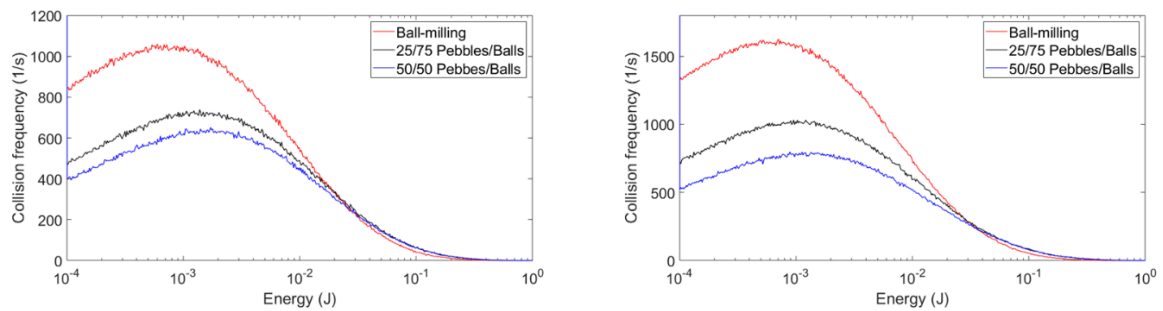 1200
1000
800
600
400
200
0
Collision frequency (1/s)
10^-4
10^-3
10^-2
10^-1
10^0
Energy (J)
Ball-milling
25/75 Pebbles/Balls
50/50 Pebbes/Balls
1500
1000
500
0
Collision frequency (1/s)
10^-4
10^-3
10^-2
10^-1
10^0
Energy (J)
Ball-milling
25/75 Pebbles/Balls
50/50 Pebbes/Balls